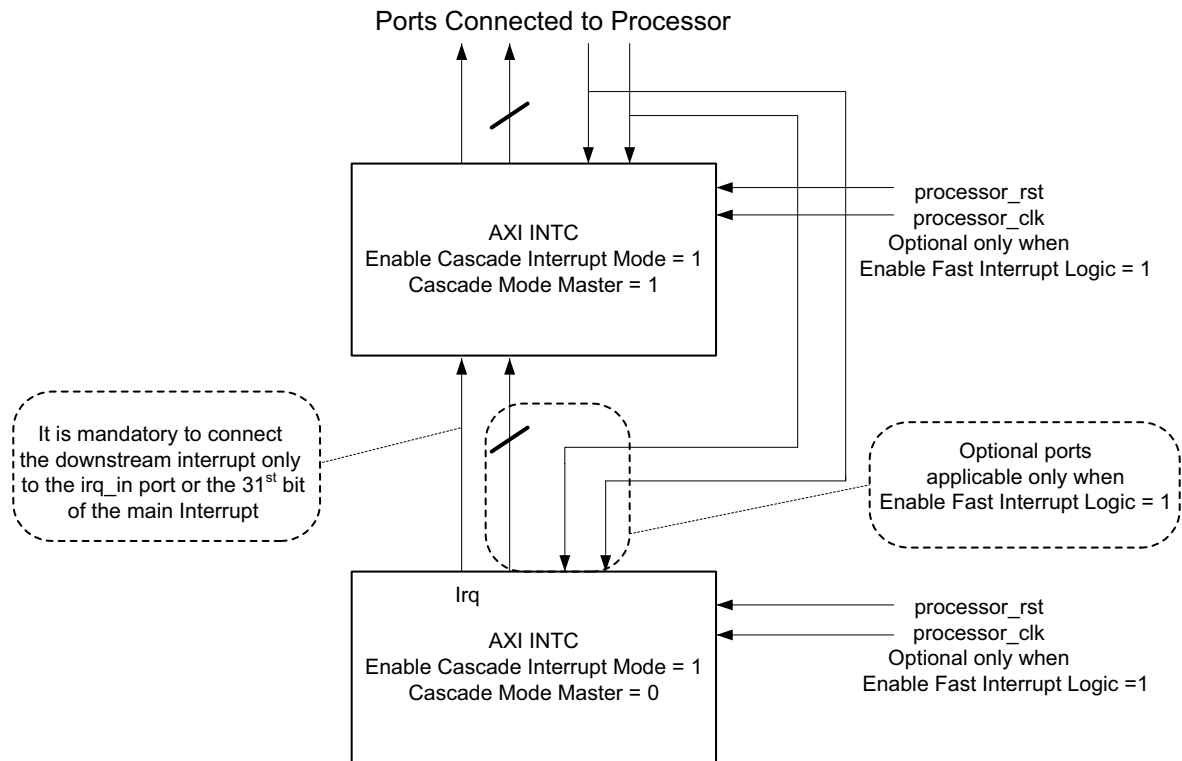 Ports Connected to Processor
processor_rst
processor_clk
Optional only when
Enable Fast Interrupt Logic = 1
AXI INTC
Enable Cascade Interrupt Mode = 1
Cascade Mode Master = 1
It is mandatory to connect
the downstream interrupt only
to the irq_in port or the 31st bit
of the main Interrupt
Optional ports
applicable only when
Enable Fast Interrupt Logic = 1
Irq
AXI INTC
Enable Cascade Interrupt Mode = 1
Cascade Mode Master = 0
processor_rst
processor_clk
Optional only when
Enable Fast Interrupt Logic =1